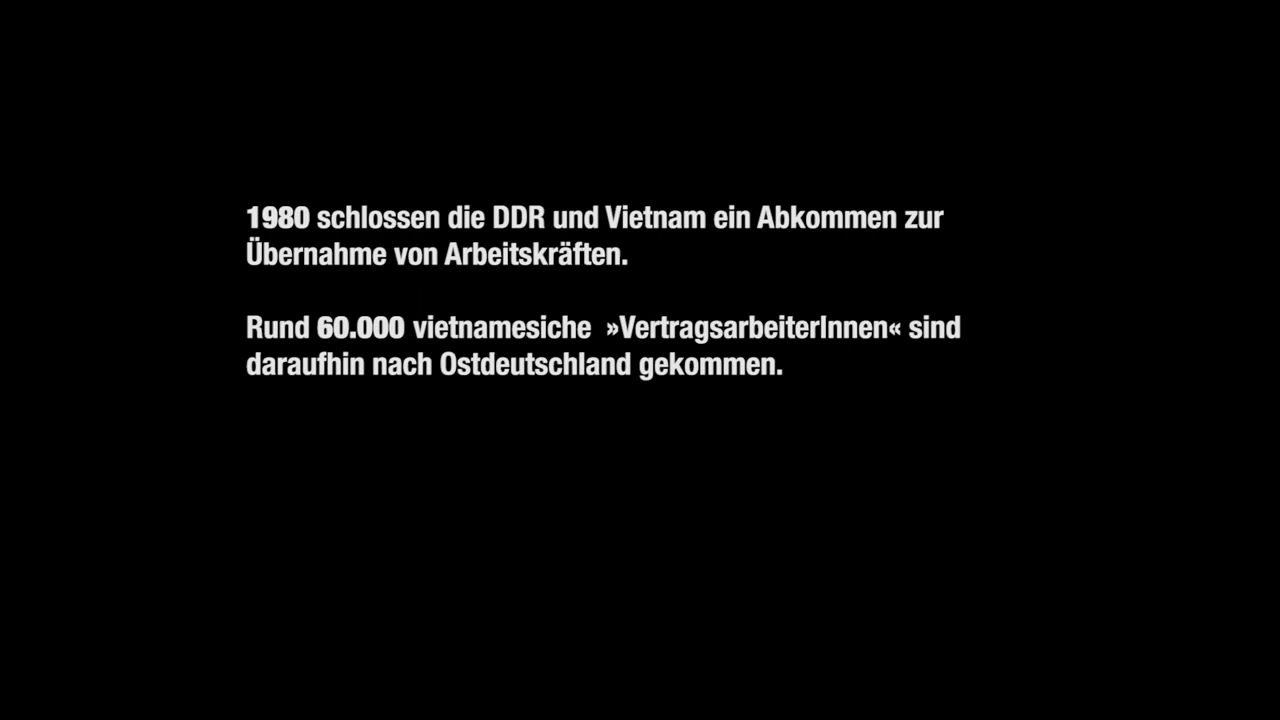 1980 schlossen die DDR und Vietnam ein Abkommen zur
Übernahme von Arbeitskräften.
Rund 60.000 vietnamesiche »VertragsarbeiterInnen« sind
daraufhin nach Ostdeutschland gekommen.